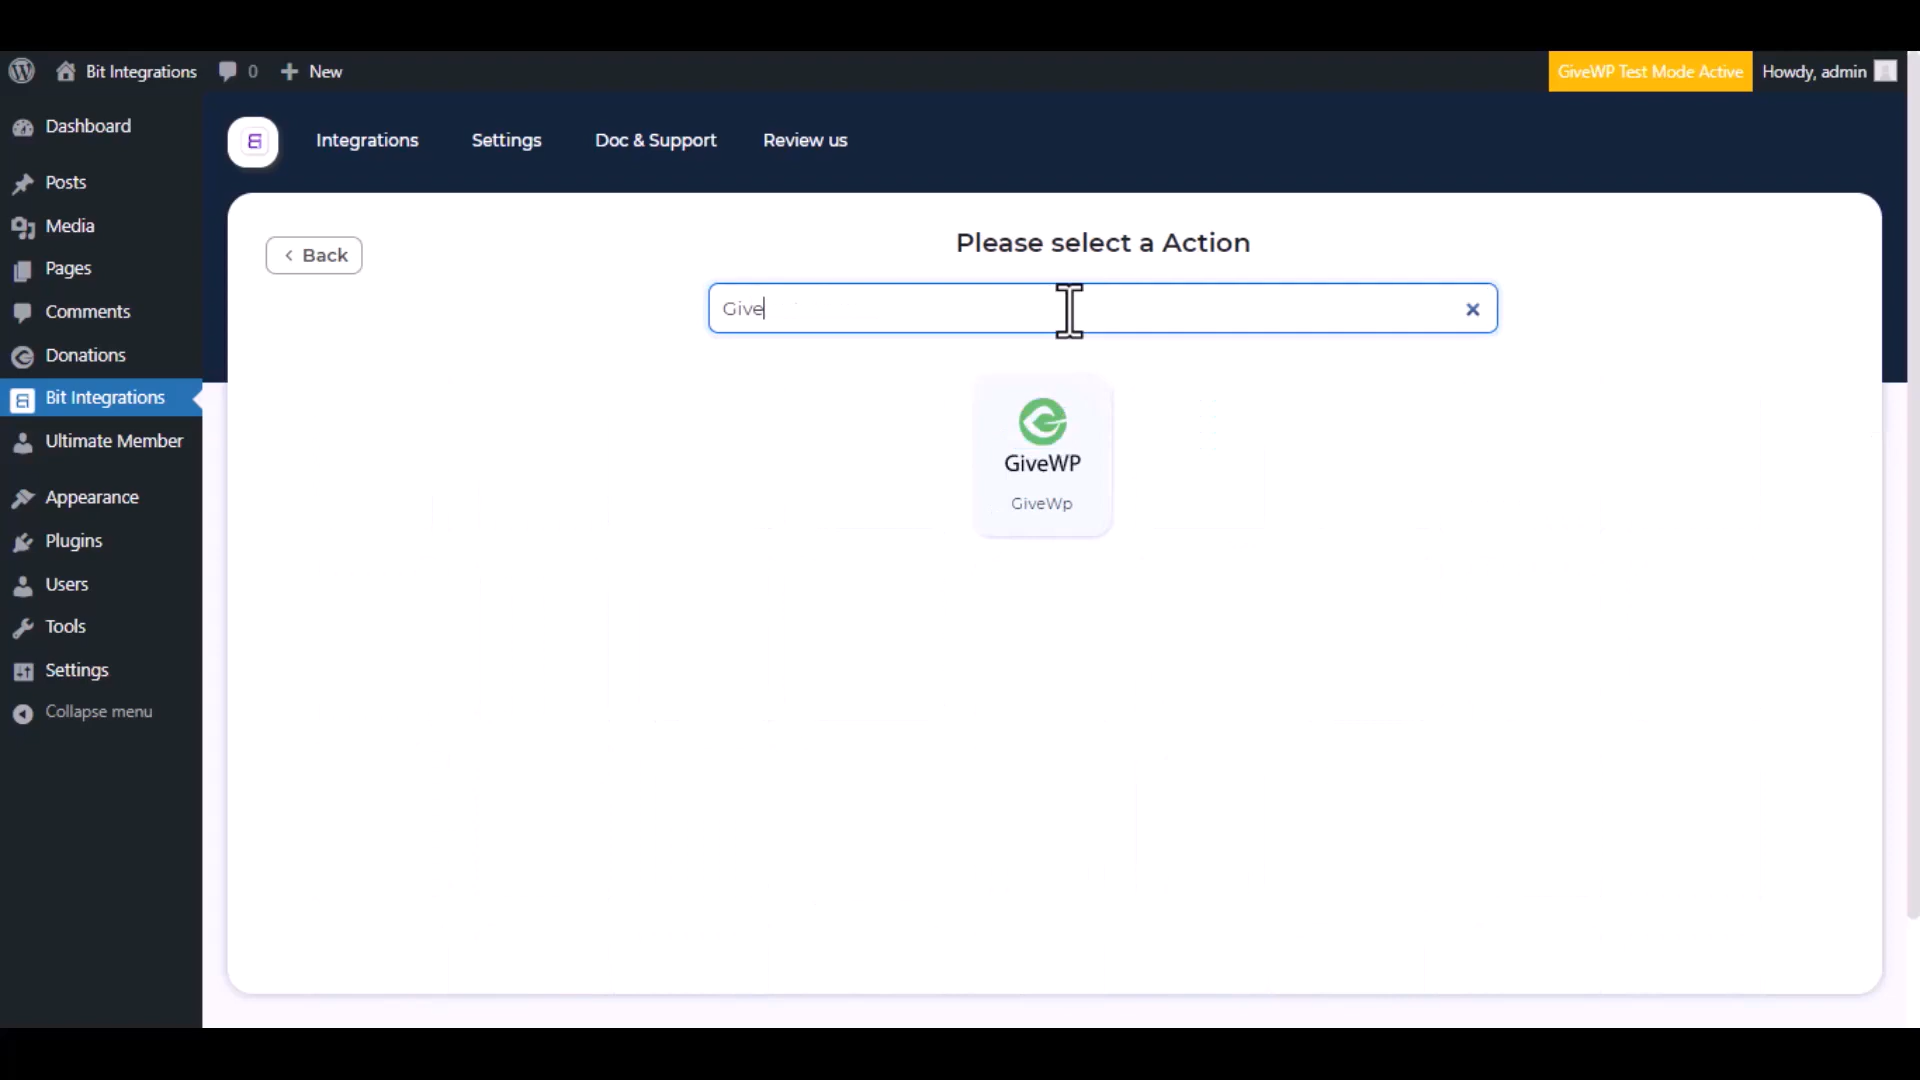 Bit Integrations
0
New
GiveWP Test Mode Active
Howdy, admin
Dashboard
Posts
Media
Pages
Comments
Donations
Bit Integrations
Ultimate Member
Appearance
Plugins
Users
Tools
Settings
Collapse menu
Integrations
Settings
Doc & Support
Review us
Back
Please select a Action
Give
GiveWP
GiveWp